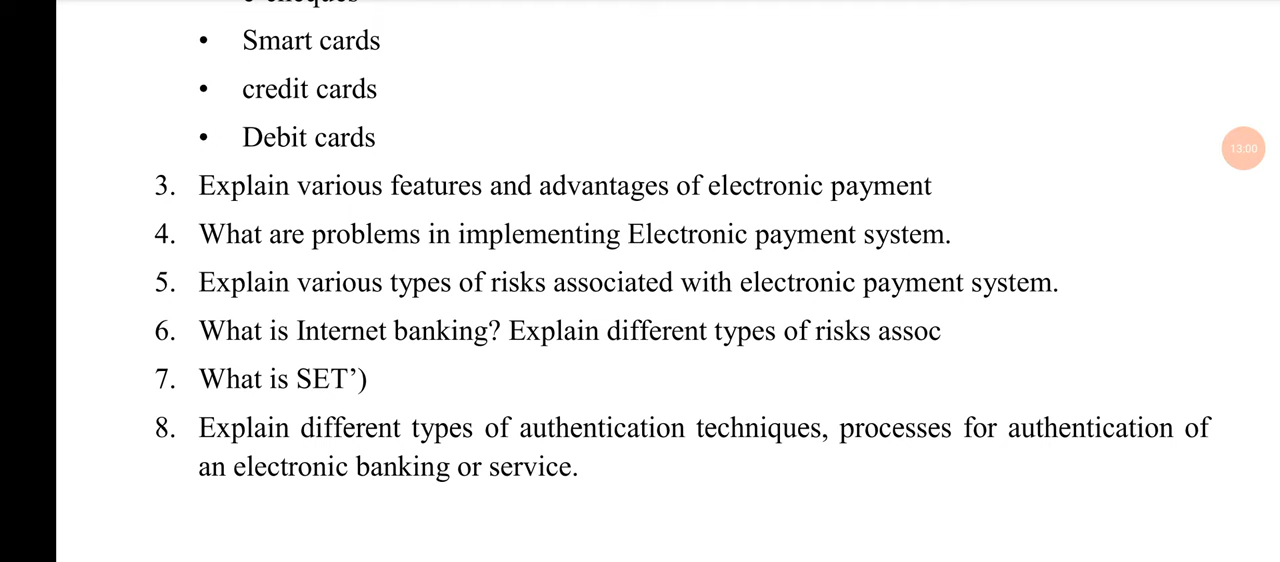 • Smart cards
• credit cards
• Debit cards
13:00
3. Explain various features and advantages of electronic payment
4. What are problems in implementing Electronic payment system.
5. Explain various types of risks associated with electronic payment system.
6. What is Internet banking? Explain different types of risks assoc
7. What is SET’)
8. Explain different types of authentication techniques, processes for authentication of
an electronic banking or service.